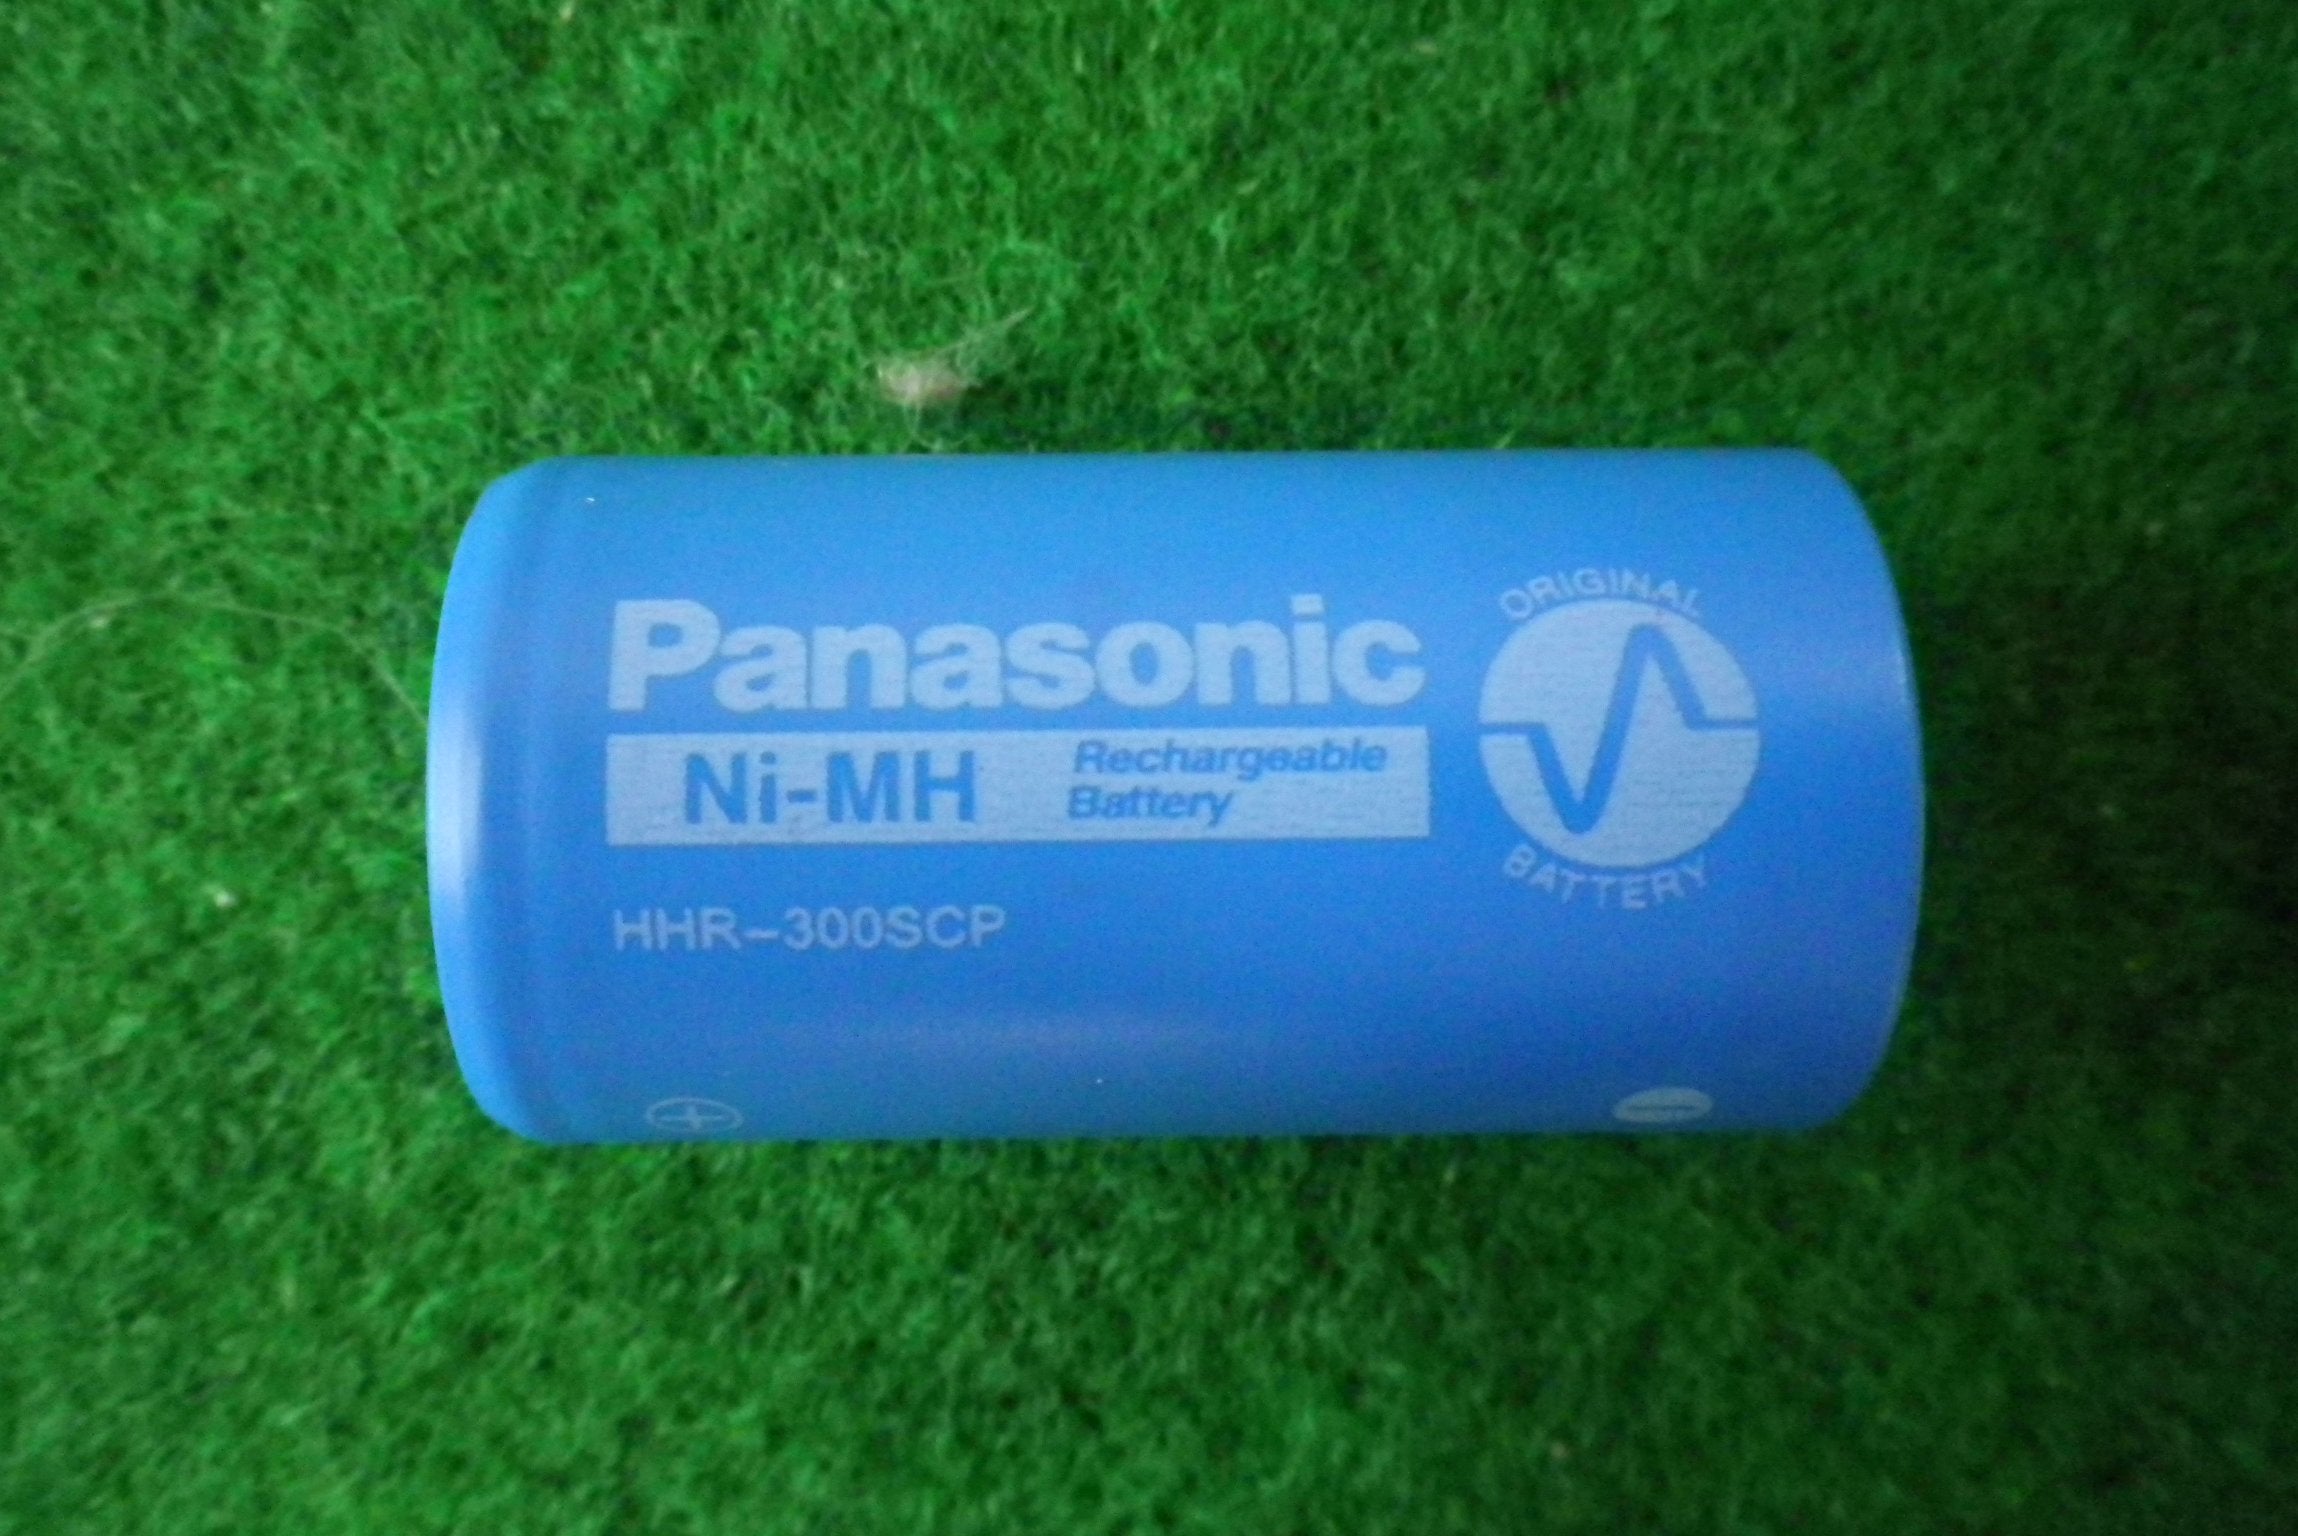 Panasonic
Ni-MH
Rechargeable
Battery
HHR-300SCP
ORIGINAL
BATTERY